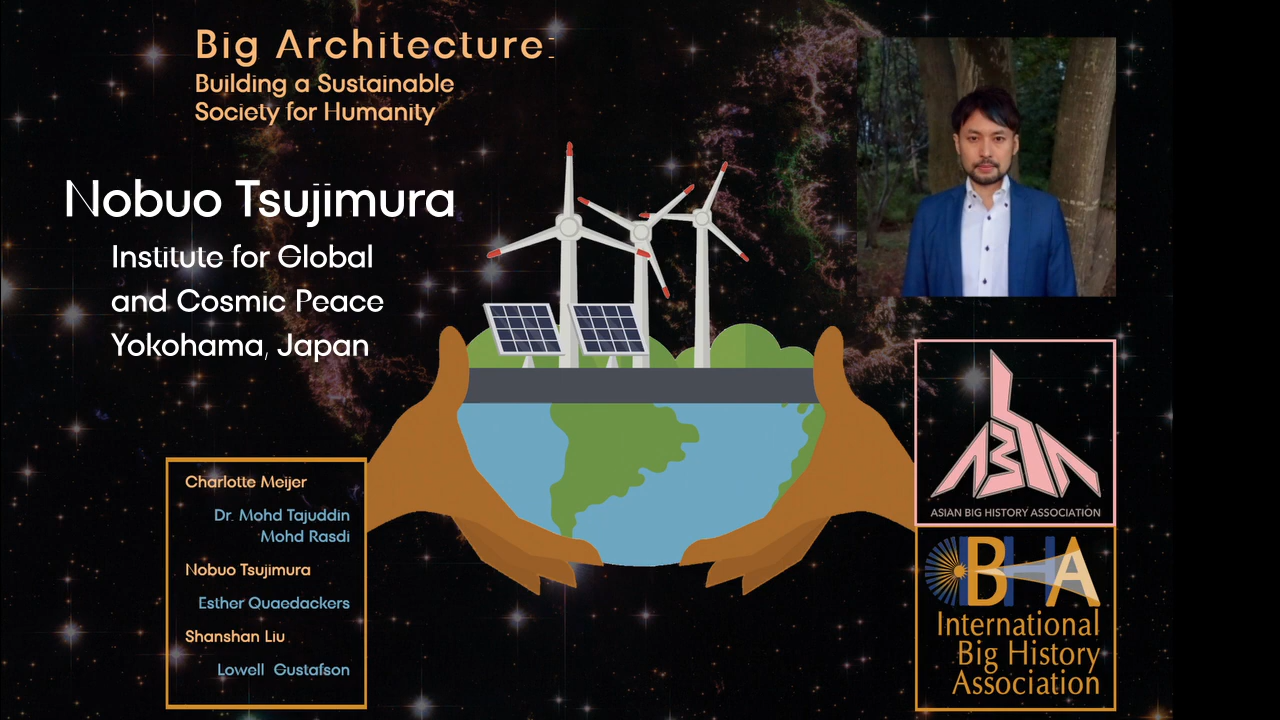 Big Architecture:
Building a Sustainable
Society for Humanity
Nobuo Tsujimura
Institute for Global
and Cosmic Peace
Yokohama, Japan
Charlotte Meijer
Dr. Mohd Tajuddin
Mohd Rasdi
Nobuo Tsujimura
Esther Quaedackers
Shanshan Liu
Lowell Gustafson
ABHA
ASIAN BIG HISTORY ASSOCIATION
IBHA
International
Big History
Association